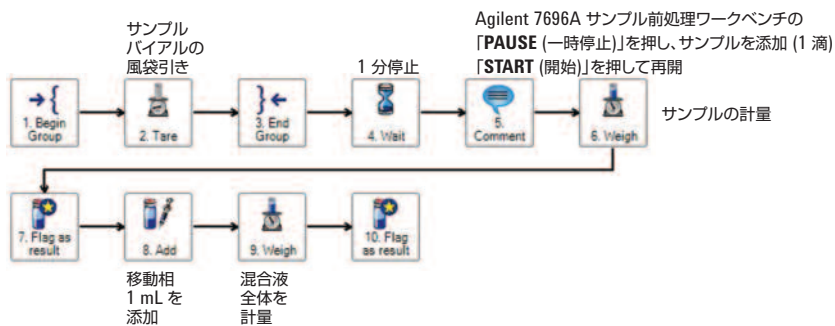 Agilent 7696A サンプル前処理ワークベンチの
「PAUSE (一時停止)」を押し、サンプルを添加 (1 滴)
「START (開始)」を押して再開
サンプル
バイアルの
風袋引き
1 分停止
1. Begin
Group
2. Tare
3. End
Group
4. Wait
5.
Comment
6. Weigh
サンプルの計量
7. Flag as
result
8. Add
9. Weigh
10. Flag
as result
移動相
1 mL を
添加
混合液
全体を
計量